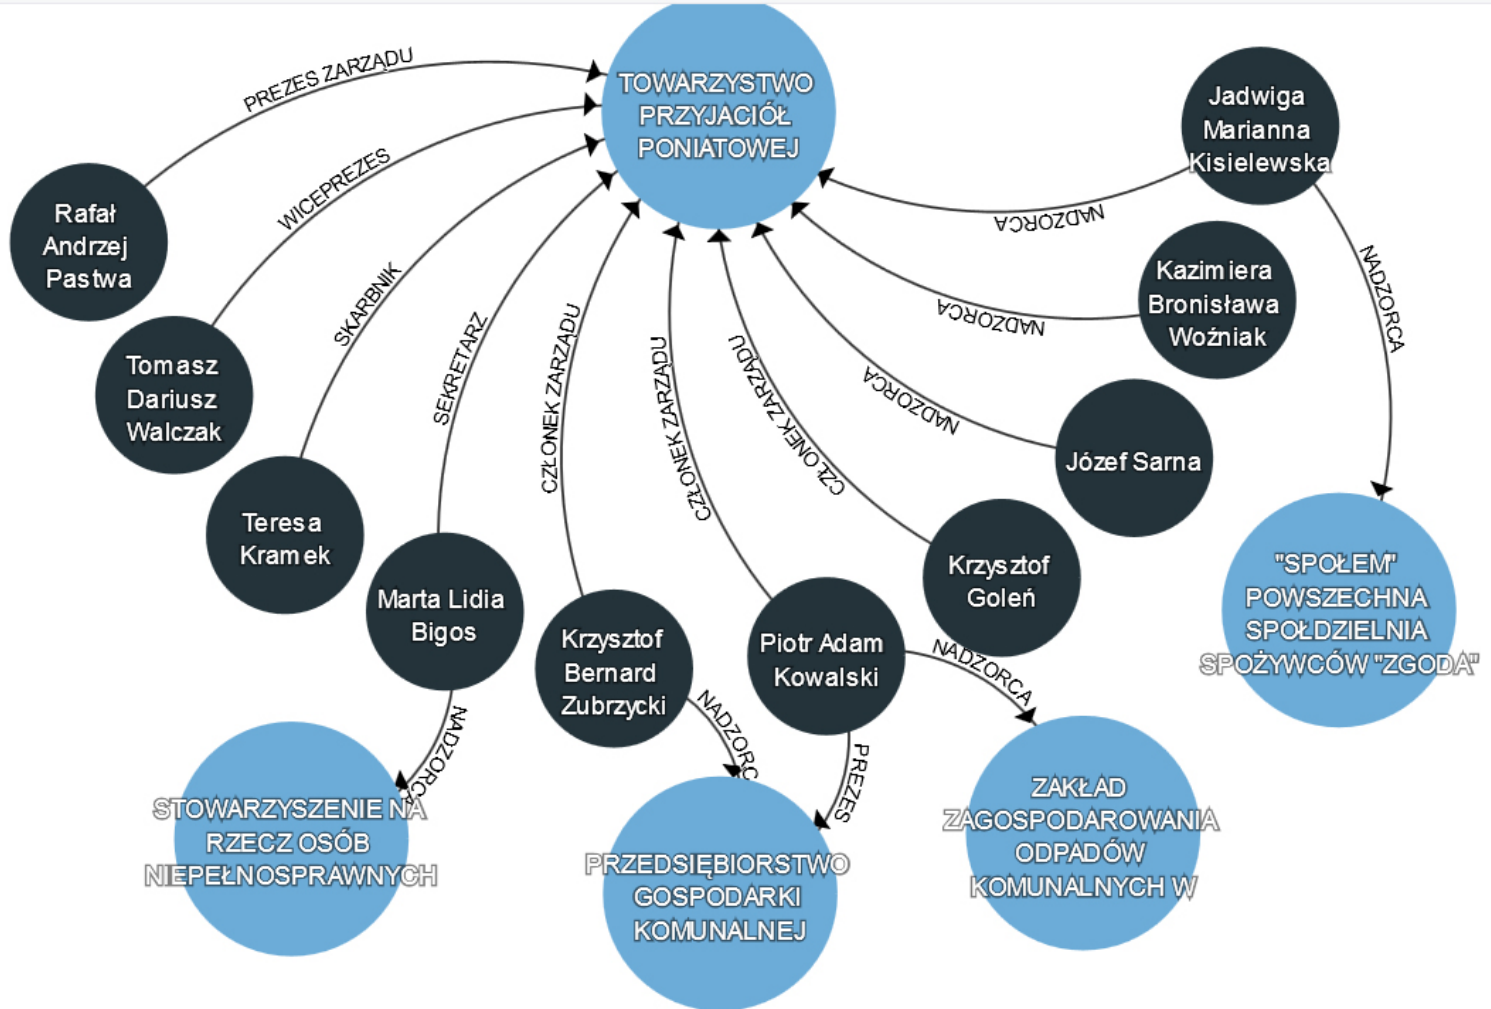 TOWARZYSTWO
PRZYJACIÓŁ
PONIATOWEJ
PREZES ZARZĄDU
WICEPREZES
SKARBNIK
SEKRETARZ
CZŁONEK ZARZĄDU
CZŁONEK ZARZĄDU
CZŁONEK ZARZĄDU
NADZORCA
NADZORCA
NADZORCA
NADZORCA
Rafał
Andrzej
Pastwa
Tomasz
Dariusz
Walczak
Teresa
Kramek
Marta Lidia
Bigos
Krzysztof
Bernard
Zubrzycki
Piotr Adam
Kowalski
Krzysztof
Goleń
Józef Sarna
Kazimiera
Bronisława
Woźniak
Jadwiga
Marianna
Kisielewska
NADZORCA
NADZORC
PREZES
NADZORCA
STOWARZYSZENIE NA
RZECZ OSÓB
NIEPEŁNOSPRAWNYCH
PRZEDSIĘBIORSTWO
GOSPODARKI
KOMUNALNEJ
ZAKŁAD
ZAGOSPODAROWANIA
ODPADÓW
KOMUNALNYCH W
"SPOŁEM"
POWSZECHNA
SPOŁDZIELNIA
SPOŻYWCÓW "ZGODA"